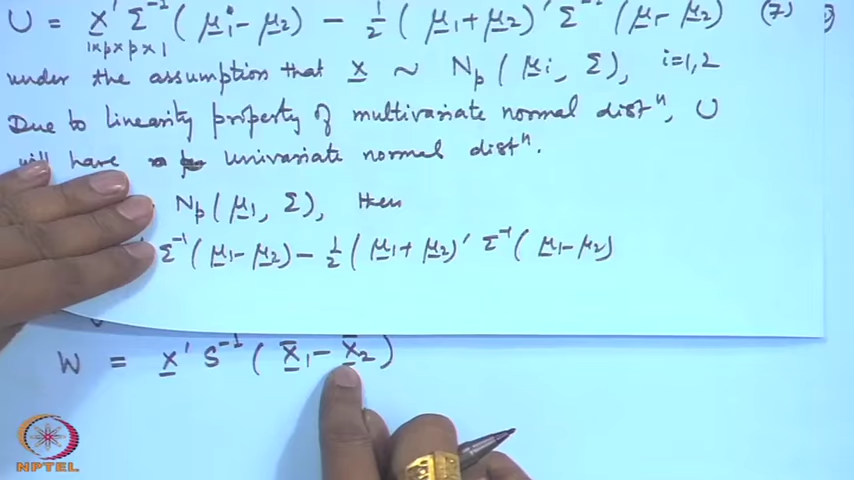 U = x' Σ⁻¹ ( μ₁ - μ₂ ) - ½ ( μ₁ + μ₂ )' Σ⁻¹ ( μ₁ - μ₂ ) (7)
1×p×p×1
under the assumption that x ~ Nₚ ( μᵢ, Σ ), i=1,2
Due to linearity property of multivariate normal distⁿ, U
will have univariate normal distⁿ.
Nₚ ( μ₁, Σ ), then
Σ⁻¹ ( μ₁ - μ₂ ) - ½ ( μ₁ + μ₂ )' Σ⁻¹ ( μ₁ - μ₂ )
W = x' S⁻¹ ( x̄₁ - x̄₂ )
NPTEL